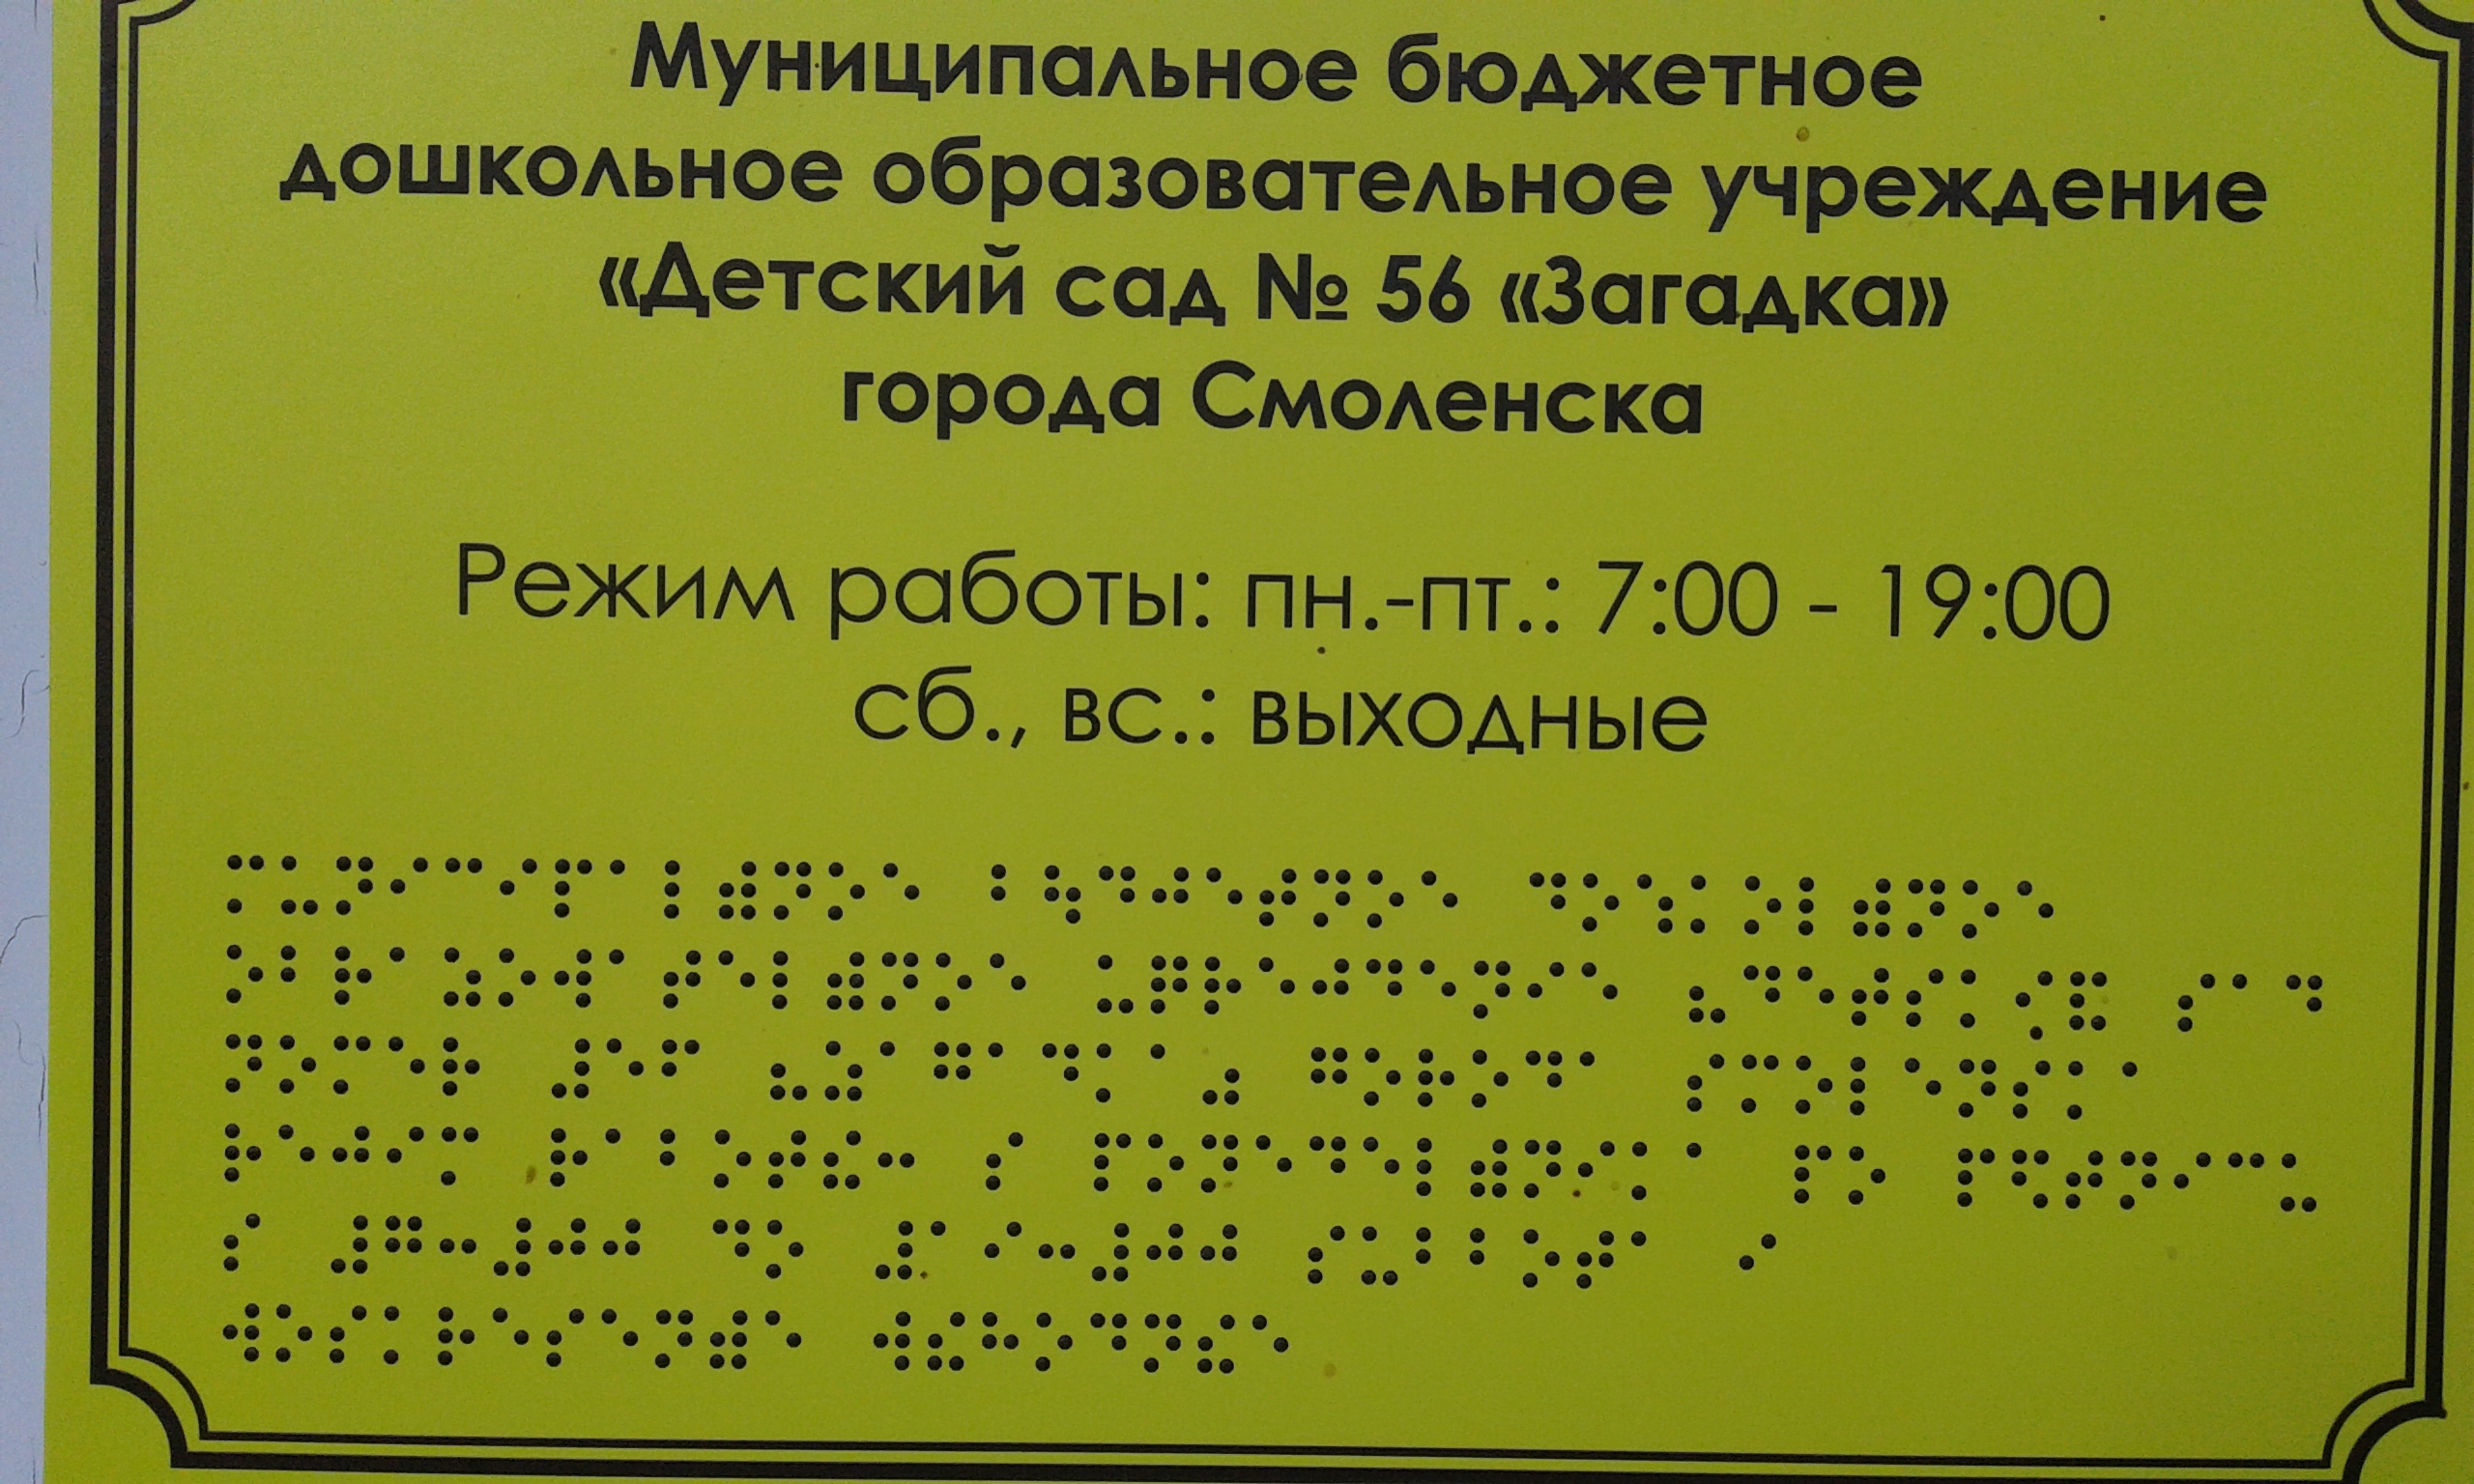 Муниципальное бюджетное
дошкольное образовательное учреждение
«Детский сад № 56 «Загадка»
города Смоленска
Режим работы: пн.-пт.: 7:00 - 19:00
сб., вс.: выходные